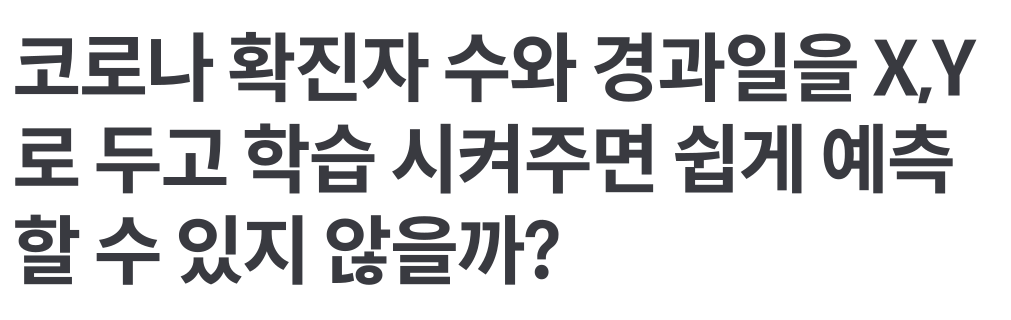 코로나 확진자 수와 경과일을 X,Y
로 두고 학습 시켜주면 쉽게 예측
할 수 있지 않을까?